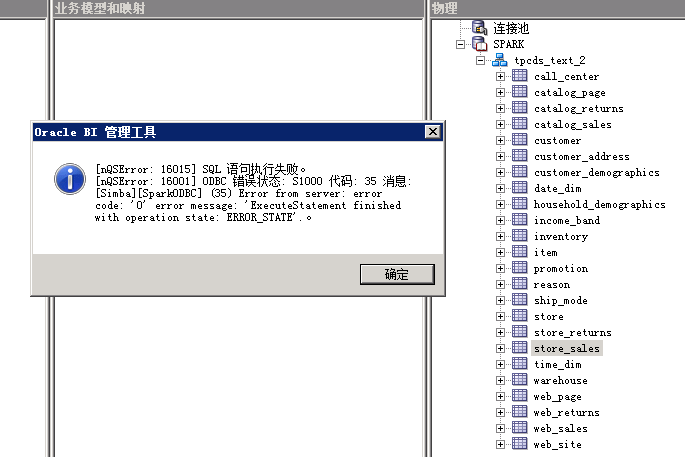 业务模型和映射
物理
连接池
SPARK
tpcds_text_2
call_center
catalog_page
catalog_returns
catalog_sales
customer
customer_address
customer_demographics
date_dim
household_demographics
income_band
inventory
item
promotion
reason
ship_mode
store
store_returns
store_sales
time_dim
warehouse
web_page
web_returns
web_sales
web_site
Oracle BI 管理工具
[nQSError: 16015] SQL 语句执行失败。
[nQSError: 16001] ODBC 错误状态: S1000 代码: 35 消息:
[Simba][SparkODBC] (35) Error from server: error
code: '0' error message: 'ExecuteStatement finished
with operation state: ERROR_STATE'.。
确定